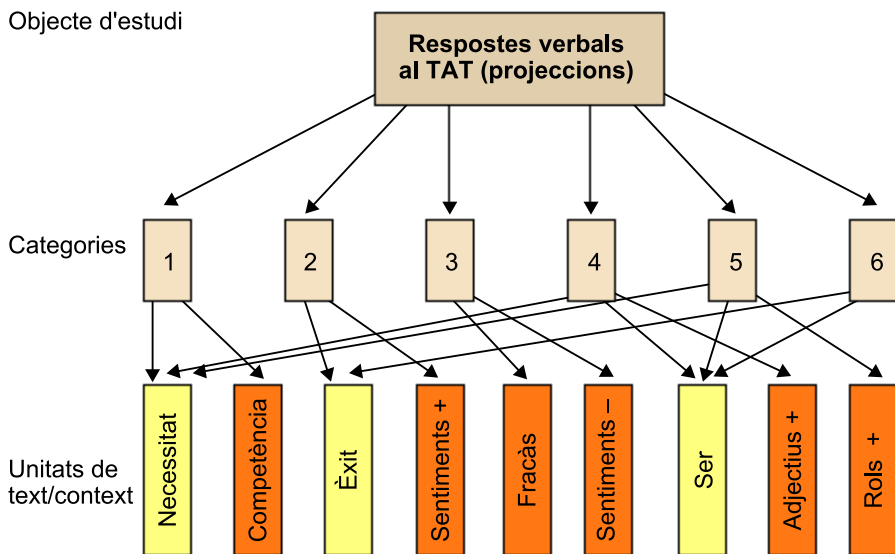 Objecte d'estudi
Respostes verbals
al TAT (projeccions)
Categories
1
2
3
4
5
6
Unitats de
text/context
Necessitat
Competència
Èxit
Sentiments +
Fracàs
Sentiments –
Ser
Adjectius +
Rols +